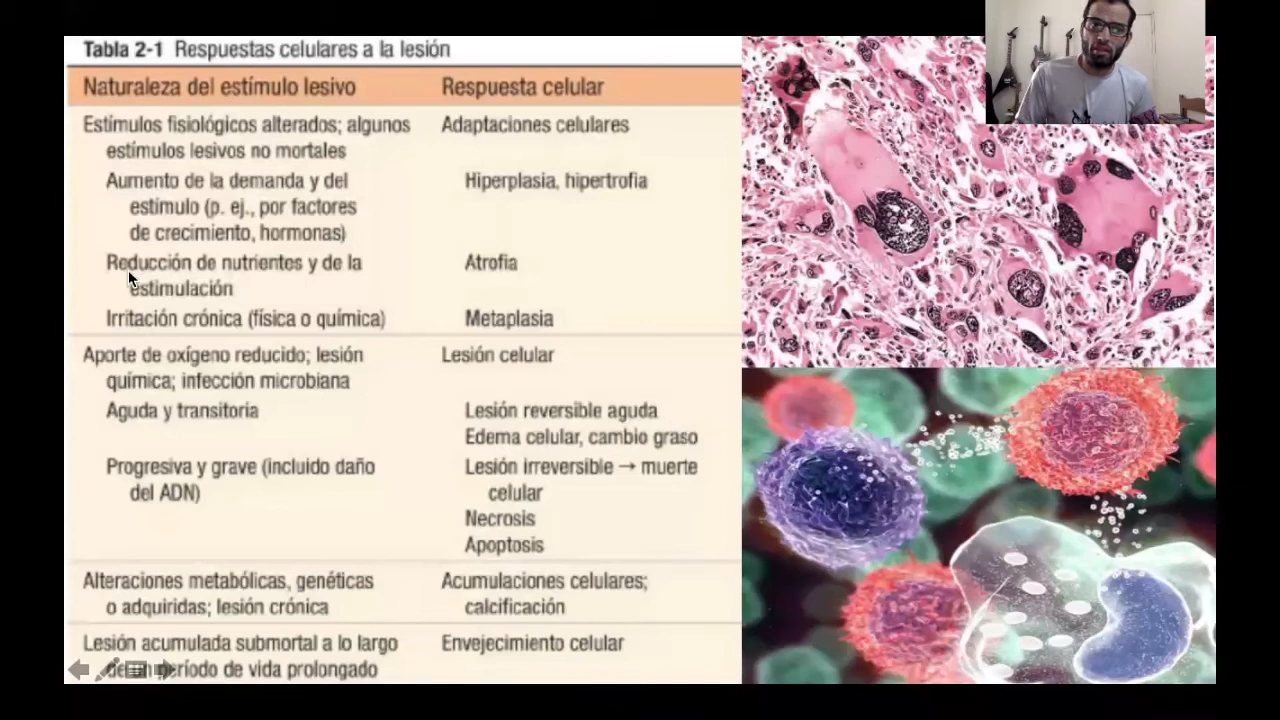 Tabla 2-1 Respuestas celulares a la lesión
Naturaleza del estímulo lesivo Respuesta celular
Estímulos fisiológicos alterados; algunos Adaptaciones celulares
estímulos lesivos no mortales
Aumento de la demanda y del Hiperplasia, hipertrofia
estímulo (p. ej., por factores
de crecimiento, hormonas)
Reducción de nutrientes y de la Atrofia
estimulación
Irritación crónica (física o química) Metaplasia
Aporte de oxígeno reducido; lesión Lesión celular
química; infección microbiana
Aguda y transitoria Lesión reversible aguda
Edema celular, cambio graso
Progresiva y grave (incluido daño Lesión irreversible → muerte
del ADN) celular
Necrosis
Apoptosis
Alteraciones metabólicas, genéticas Acumulaciones celulares;
o adquiridas; lesión crónica calcificación
Lesión acumulada submortal a lo largo Envejecimiento celular
período de vida prolongado